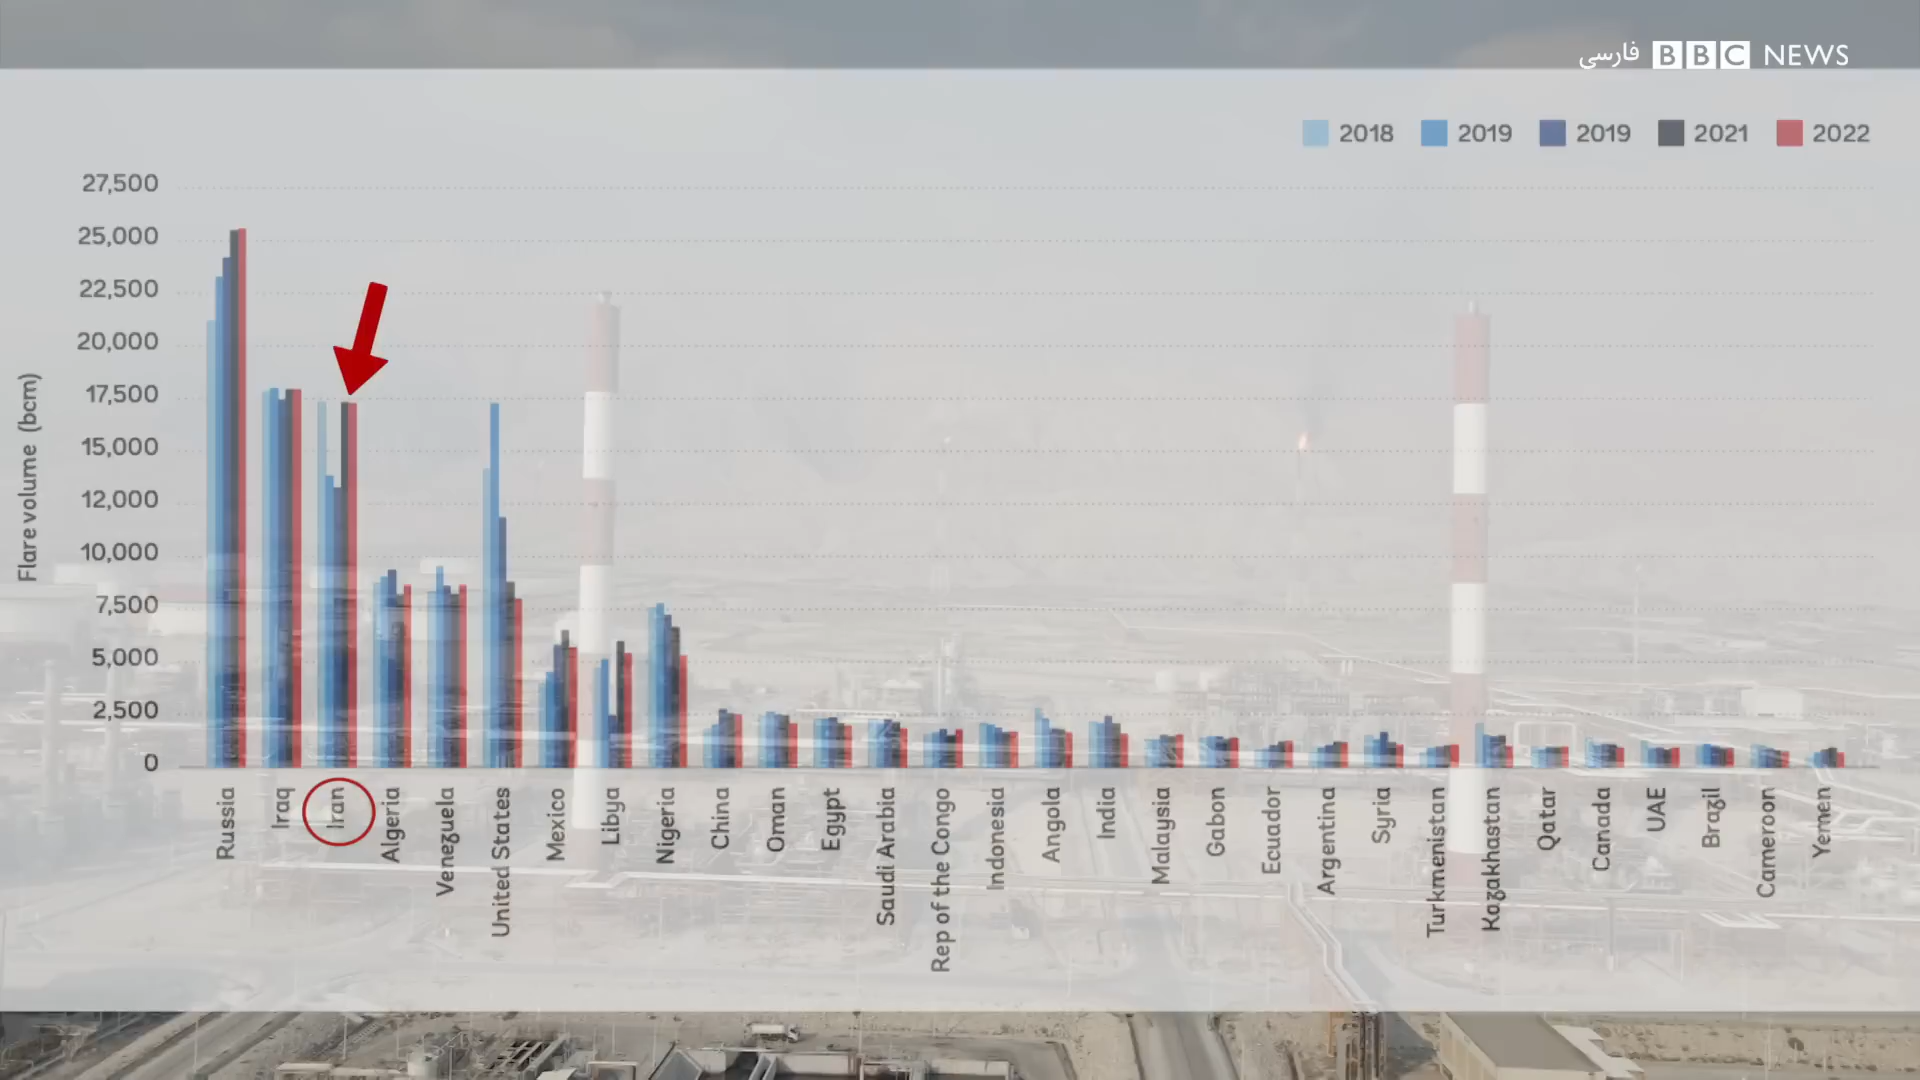 فارسی BBC NEWS
2018 2019 2019 2021 2022
27,500
25,000
22,500
20,000
17,500
15,000
12,000
10,000
7,500
5,000
2,500
0
Flare volume (bcm)
Russia
Iraq
Iran
Algeria
Venezuela
United States
Mexico
Libya
Nigeria
China
Oman
Egypt
Saudi Arabia
Rep of the Congo
Indonesia
Angola
India
Malaysia
Gabon
Ecuador
Argentina
Syria
Turkmenistan
Kazakhastan
Qatar
Canada
UAE
Brazil
Cameroon
Yemen